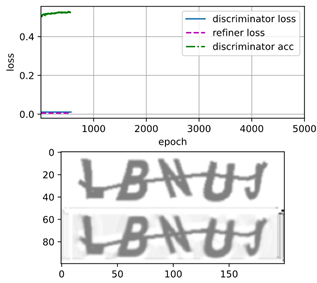 0.4
0.2
0.0
loss
discriminator loss
refiner loss
discriminator acc
1000 2000 3000 4000 5000
epoch
0
20
40
60
80
LBNUJ
LBNUJ
0 50 100 150